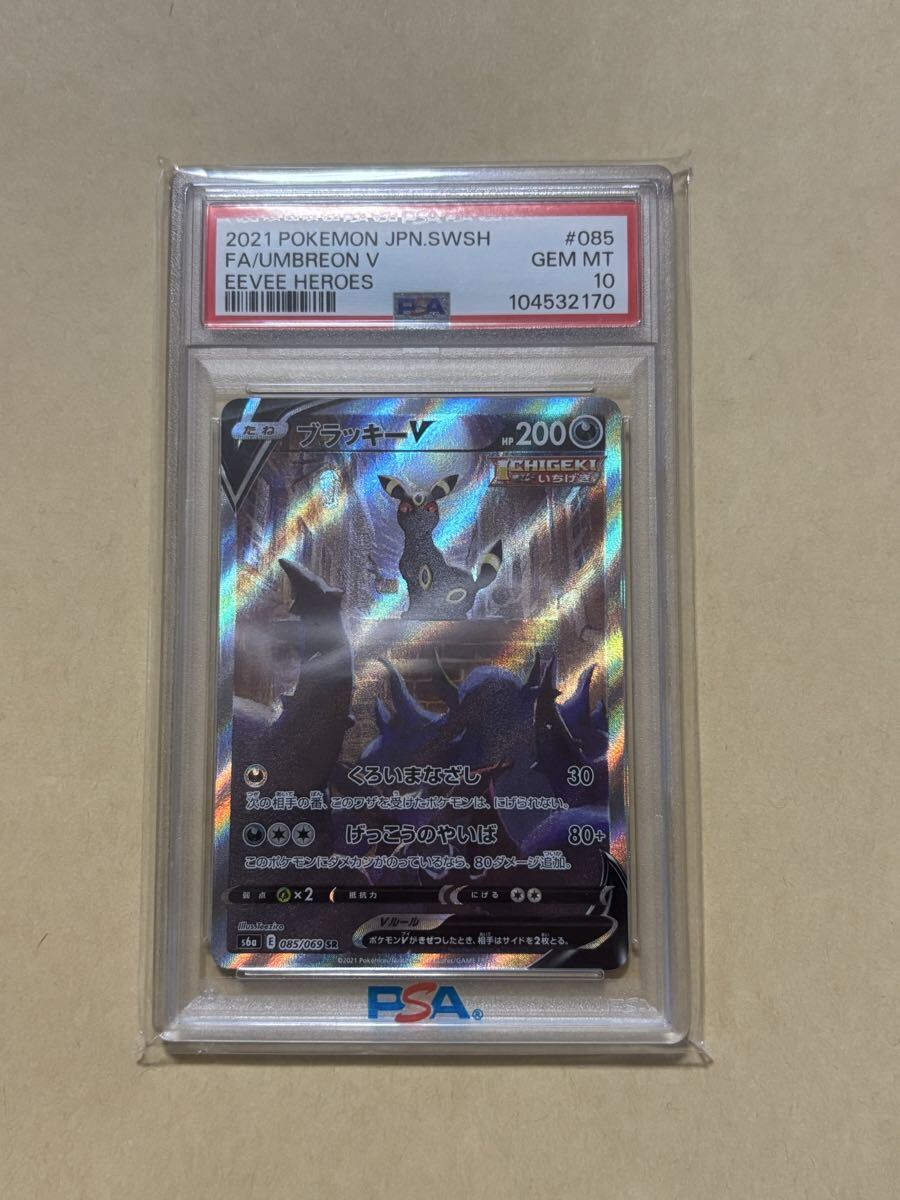 2021 POKEMON JPN.SWSH #085
FA/UMBREON V GEM MT
EEVEE HEROES 10
PSA 104532170
たね ブラッキーV HP 200
ICHIGEKI
いちげき
くろいまなざし 30
次の相手の番、このワザを受けたポケモンは、にげられない。
げっこうのやいば 80+
このポケモンにダメカンがのっているなら、80ダメージ追加。
弱点 ×2 抵抗力 にげる
Vルール
ポケモンVがきぜつしたとき、相手はサイドを2枚とる。
Illus.Teeziro
s6a E 085/069 SR
©2021 Pokémon/
PSA®